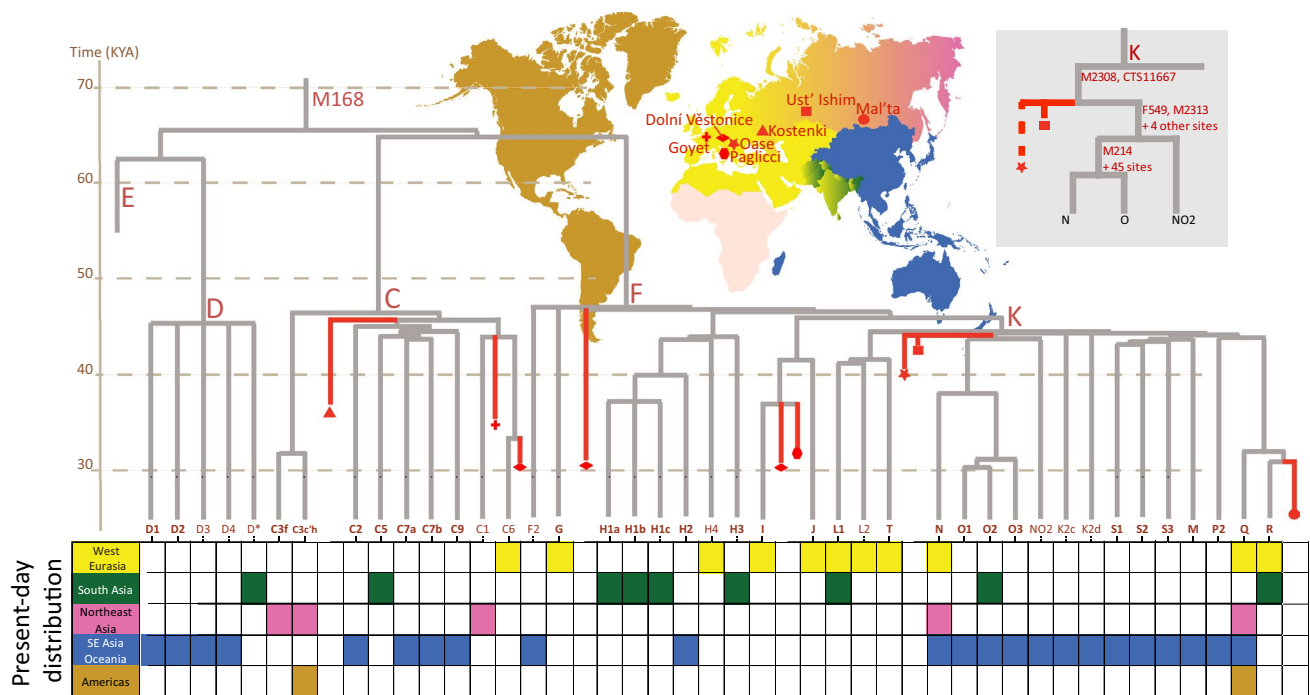 Time (KYA)
70
M168
60
E
50
D
C
F
K
40
30
Ust' Ishim
Mal'ta
Dolní Věstonice
Kostenki
Goyet
Oase
Paglicci
K
M2308, CTS11667
F549, M2313
+ 4 other sites
M214
+ 45 sites
N O NO2
D1 D2 D3 D4 D* C3f C3c'h C2 C5 C7a C7b C9 C1 C6 F2 G H1a H1b H1c H2 H4 H3 I J L1 L2 T N O1 O2 O3 NO2 K2c K2d S1 S2 S3 M P2 Q R
Present-day
distribution
West
Eurasia
South Asia
Northeast
Asia
SE Asia
Oceania
Americas